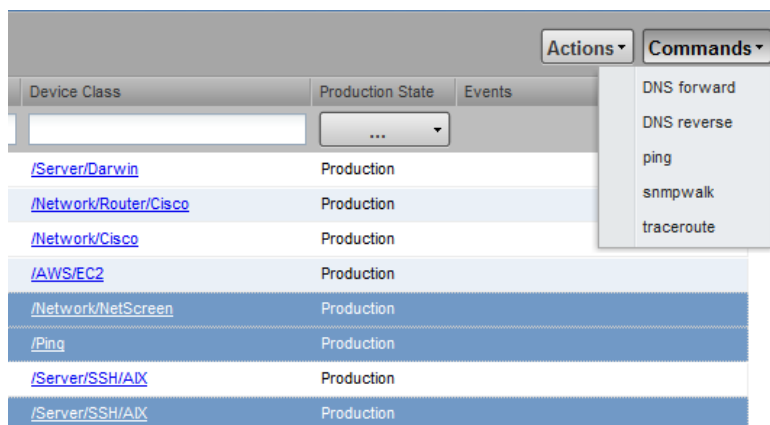 Actions Commands
DNS forward
DNS reverse
ping
snmpwalk
traceroute
Device Class Production State Events
...
/Server/Darwin Production
/Network/Router/Cisco Production
/Network/Cisco Production
/AWS/EC2 Production
/Network/NetScreen Production
/Ping Production
/Server/SSH/AIX Production
/Server/SSH/AIX Production